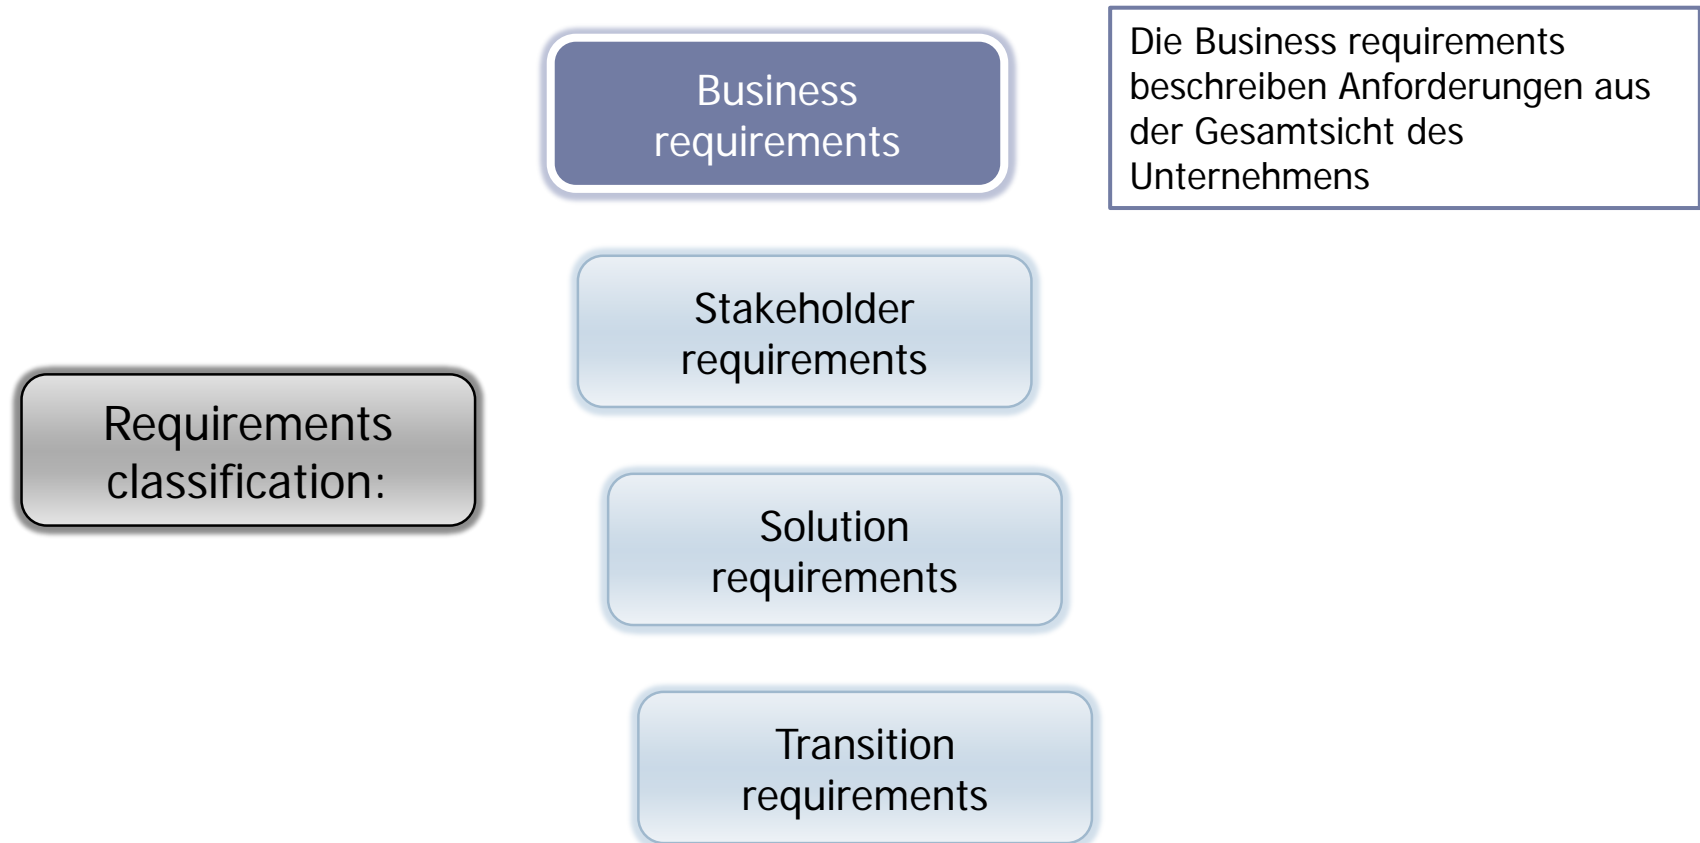 Business
requirements
Die Business requirements
beschreiben Anforderungen aus
der Gesamtsicht des
Unternehmens
Stakeholder
requirements
Requirements
classification:
Solution
requirements
Transition
requirements